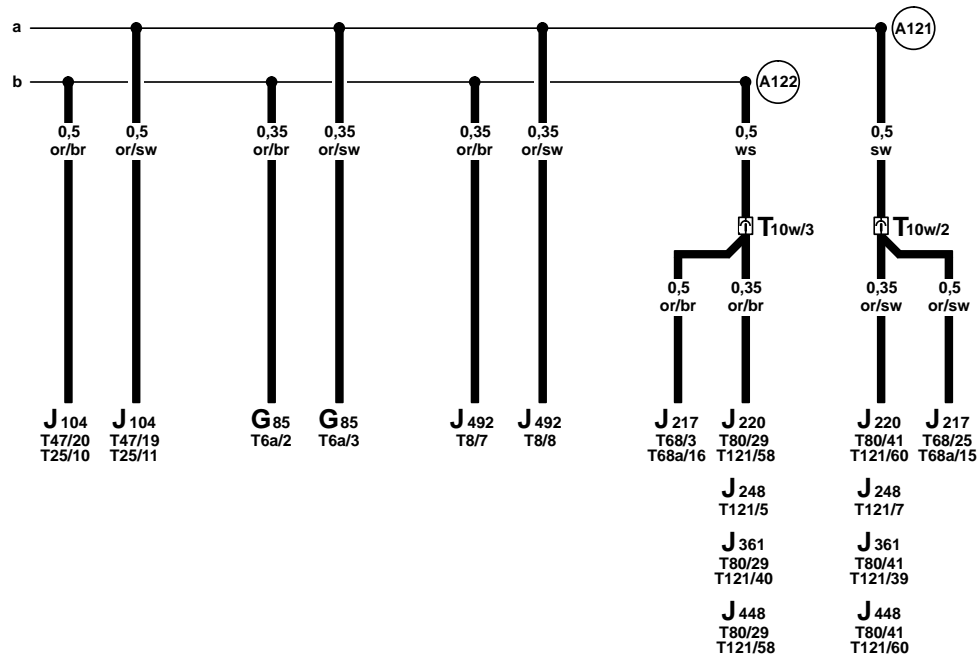 a
A121
b
A122
0,5 0,5 0,35 0,35 0,35 0,35 0,5 0,5
or/br or/sw or/br or/sw or/br or/sw ws sw
T10w/3 T10w/2
0,5 0,35 0,35 0,5
or/br or/br or/sw or/sw
J104 J104 G85 G85 J492 J492 J217 J220 J220 J217
T47/20 T47/19 T6a/2 T6a/3 T8/7 T8/8 T68/3 T80/29 T80/41 T68/25
T25/10 T25/11 T68a/16 T121/58 T121/60 T68a/15
J248 J248
T121/5 T121/7
J361 J361
T80/29 T80/41
T121/40 T121/39
J448 J448
T80/29 T80/41
T121/58 T121/60